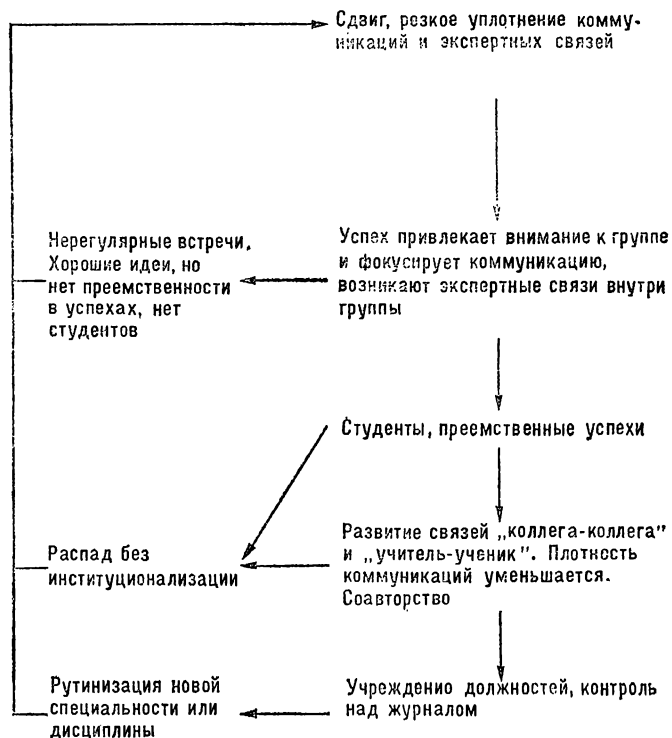 Сдвиг, резкое уплотнение комму-
никаций и экспертных связей
Нерегулярные встречи.
Хорошие идеи, но
нет преемственности
в успехах, нет
студентов
Успех привлекает внимание к группе
и фокусирует коммуникацию,
возникают экспертные связи внутри
группы
Студенты, преемственные успехи
Распад без
институционализации
Развитие связей „коллега-коллега”
и „учитель-ученик”. Плотность
коммуникаций уменьшается.
Соавторство
Рутинизация новой
специальности или
дисциплины
Учреждению должностей, контроль
над журналом